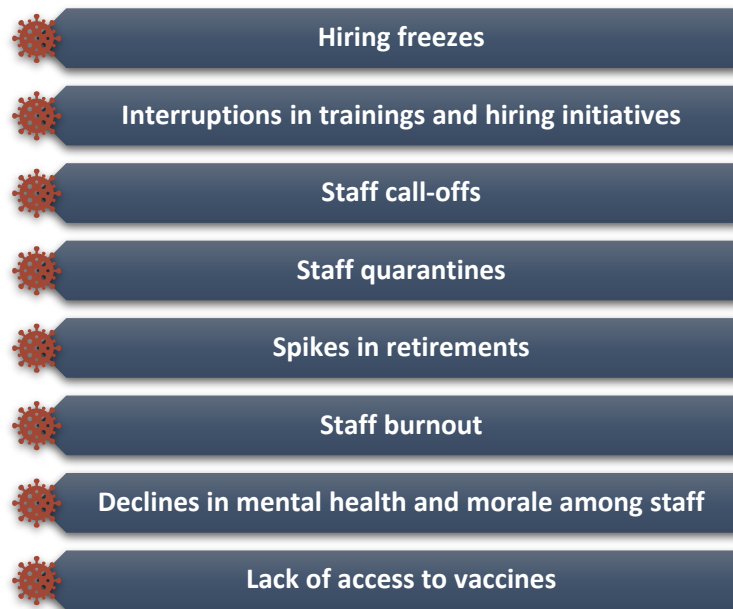 Hiring freezes
Interruptions in trainings and hiring initiatives
Staff call-offs
Staff quarantines
Spikes in retirements
Staff burnout
Declines in mental health and morale among staff
Lack of access to vaccines